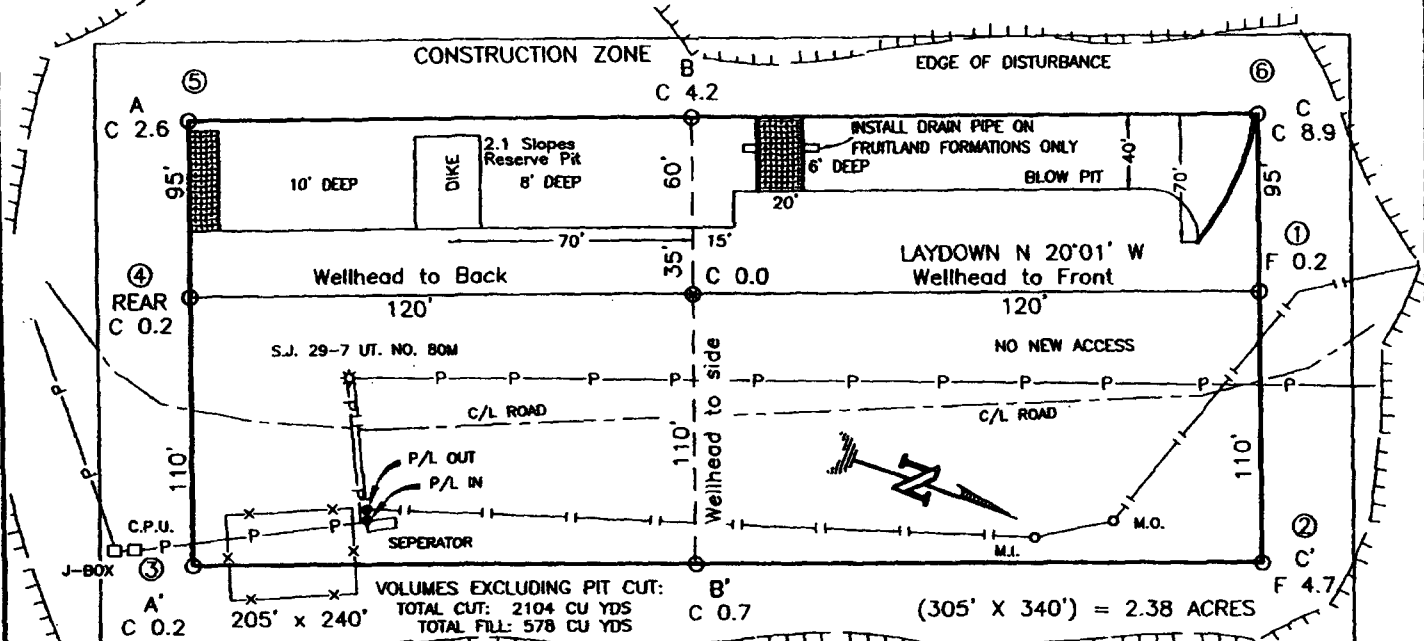 CONSTRUCTION ZONE
EDGE OF DISTURBANCE
5
B
6
A
C 4.2
C
C 2.6
C 8.9
INSTALL DRAIN PIPE ON
FRUITLAND FORMATIONS ONLY
2.1 Slopes
Reserve Pit
6' DEEP
40'
95'
10' DEEP
DIKE
8' DEEP
60'
BLOW PIT
70'
95'
20'
70'
15'
1
LAYDOWN N 20°01' W
F 0.2
4
Wellhead to Back
35'
C 0.0
Wellhead to Front
REAR
120'
120'
C 0.2
S.J. 29-7 UT. NO. 80M
NO NEW ACCESS
P P P P P P P P P P P
Wellhead to side
C/L ROAD
C/L ROAD
110'
110'
110'
P
P/L OUT
N
P/L IN
C.P.U.
P
P
M.O.
2
SEPERATOR
M.I.
C'
J-BOX
3
F 4.7
VOLUMES EXCLUDING PIT CUT:
B'
A'
205' x 240'
TOTAL CUT: 2104 CU YDS
C 0.7
(305' X 340') = 2.38 ACRES
C 0.2
TOTAL FILL: 578 CU YDS